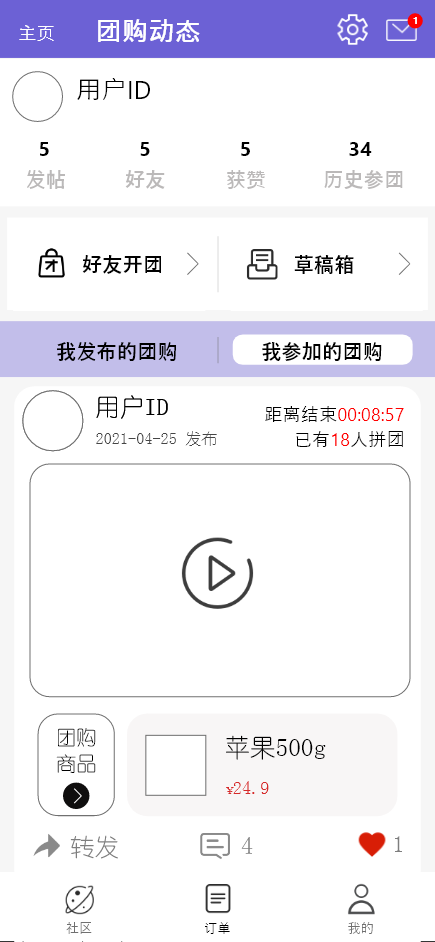 主页 团购动态 1
用户ID
5 5 5 34
发帖 好友 获赞 历史参团
好友开团 草稿箱
我发布的团购 我参加的团购
用户ID
距离结束00:08:57
2021-04-25 发布
已有18人拼团
团购
商品
苹果500g
¥24.9
转发 4 1
社区 订单 我的